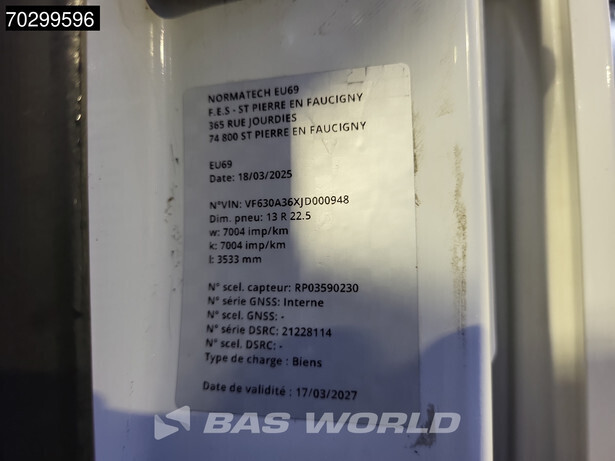 70299596
NORMATECH EU69
F.E.S - ST PIERRE EN FAUCIGNY
365 RUE JOURDIES
74 800 ST PIERRE EN FAUCIGNY
EU69
Date: 18/03/2025
N°VIN: VF630A36XJD000948
Dim. pneu: 13 R 22.5
w: 7004 imp/km
k: 7004 imp/km
l: 3533 mm
N° scel. capteur: RP03590230
N° série GNSS: Interne
N° scel. GNSS: -
N° série DSRC: 21228114
N° scel. DSRC: -
Type de charge : Biens
Date de validité : 17/03/2027
BAS WORLD